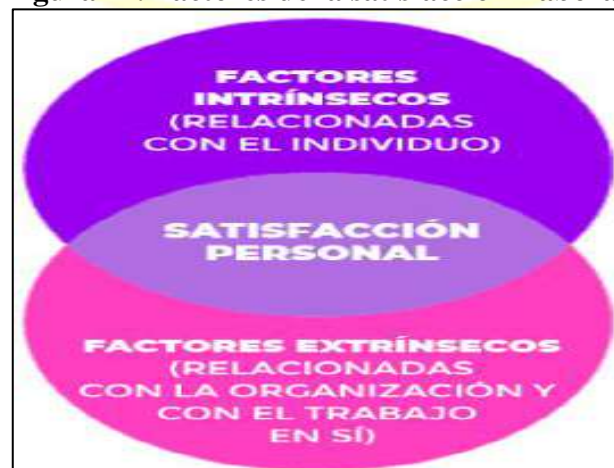 FACTORES
INTRÍNSECOS
(RELACIONADAS
CON EL INDIVIDUO)
SATISFACCIÓN
PERSONAL
FACTORES EXTRÍNSECOS
(RELACIONADAS
CON LA ORGANIZACIÓN Y
CON EL TRABAJO
EN SÍ)